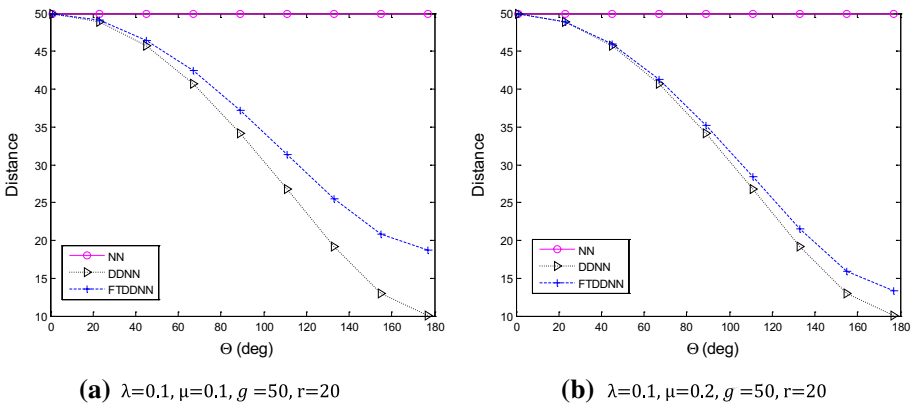 50
45
40
35
30
25
20
15
10
Distance
NN
DDNN
FTDDNN
0 20 40 60 80 100 120 140 160 180
Θ (deg)
(a) λ=0.1, μ=0.1, g =50, r=20
50
45
40
35
30
25
20
15
10
Distance
NN
DDNN
FTDDNN
0 20 40 60 80 100 120 140 160 180
Θ (deg)
(b) λ=0.1, μ=0.2, g =50, r=20